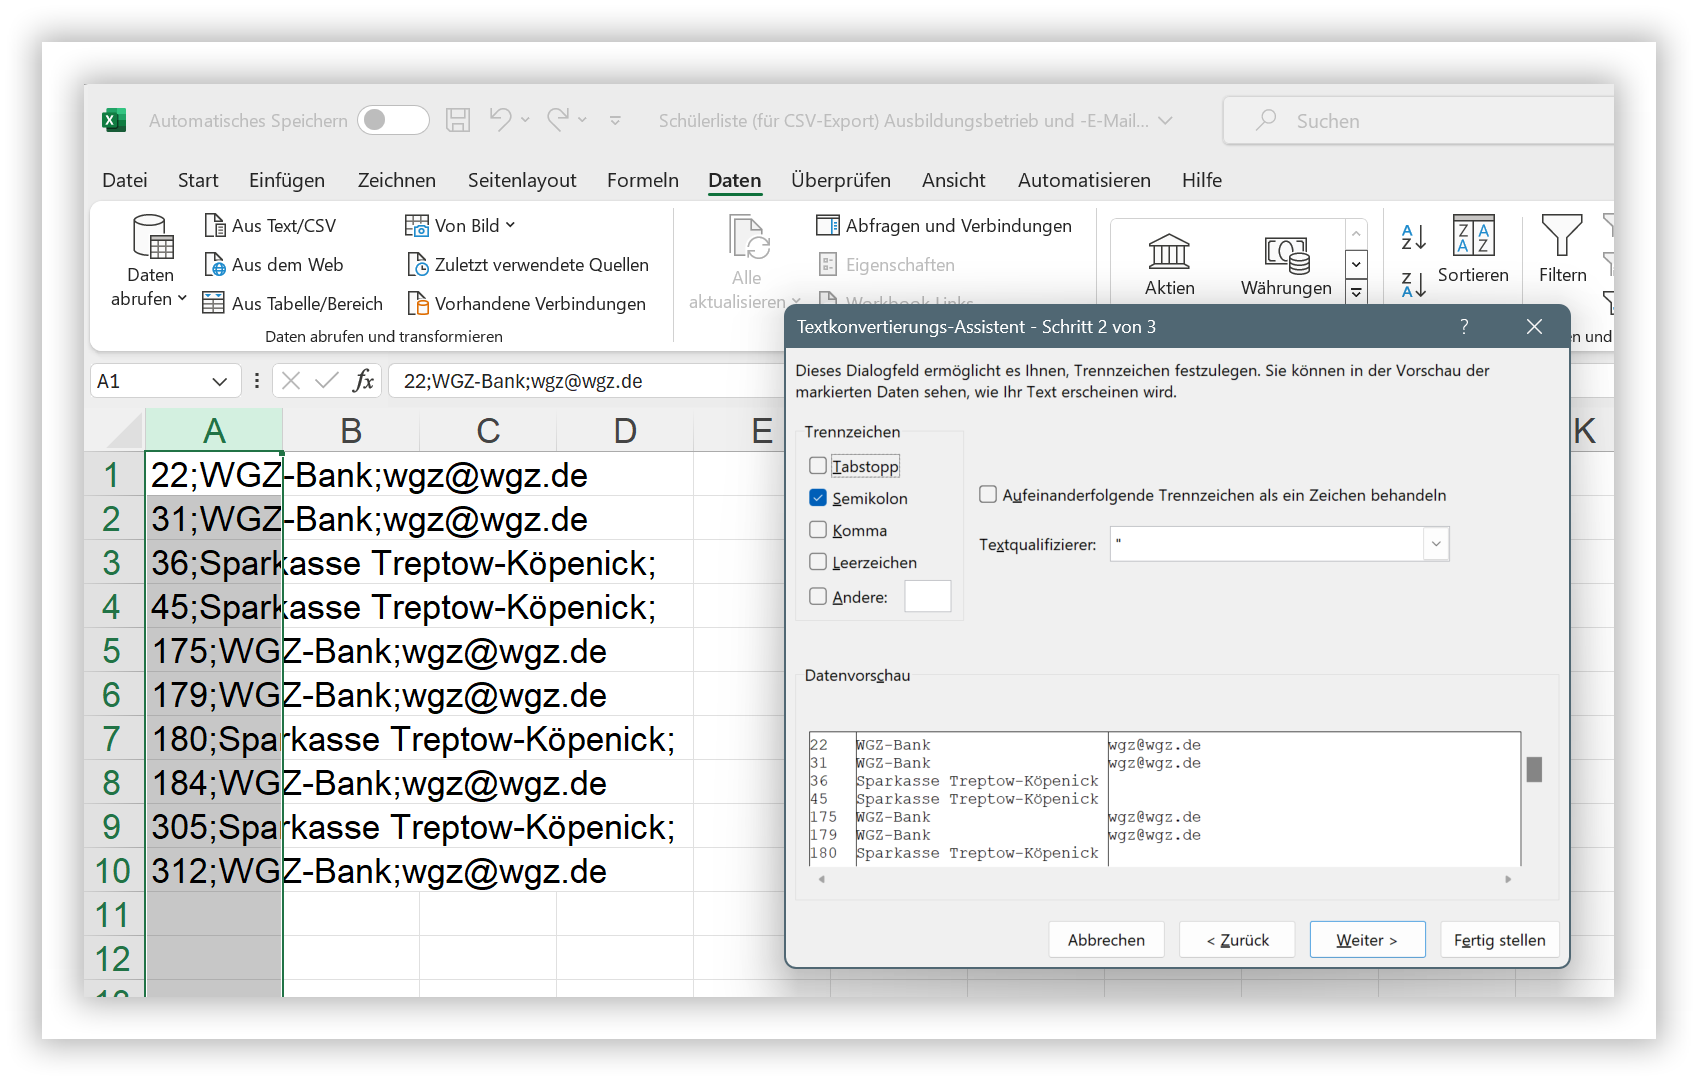 Automatisches Speichern
Schülerliste (für CSV-Export) Ausbildungsbetrieb und -E-Mail...
Suchen
Datei Start Einfügen Zeichnen Seitenlayout Formeln Daten Überprüfen Ansicht Automatisieren Hilfe
Daten abrufen
Aus Text/CSV
Aus dem Web
Aus Tabelle/Bereich
Von Bild
Zuletzt verwendete Quellen
Vorhandene Verbindungen
Daten abrufen und transformieren
Alle aktualisieren
Abfragen und Verbindungen
Eigenschaften
Workbook Links
Aktien
Währungen
Sortieren
Filtern
und
A1
fx
22;WGZ-Bank;wgz@wgz.de
A B C D E K
1 22;WGZ-Bank;wgz@wgz.de
2 31;WGZ-Bank;wgz@wgz.de
3 36;Sparkasse Treptow-Köpenick;
4 45;Sparkasse Treptow-Köpenick;
5 175;WGZ-Bank;wgz@wgz.de
6 179;WGZ-Bank;wgz@wgz.de
7 180;Sparkasse Treptow-Köpenick;
8 184;WGZ-Bank;wgz@wgz.de
9 305;Sparkasse Treptow-Köpenick;
10 312;WGZ-Bank;wgz@wgz.de
11
12
Textkonvertierungs-Assistent - Schritt 2 von 3
?
Dieses Dialogfeld ermöglicht es Ihnen, Trennzeichen festzulegen. Sie können in der Vorschau der
markierten Daten sehen, wie Ihr Text erscheinen wird.
Trennzeichen
Tabstopp
Semikolon
Komma
Leerzeichen
Andere:
Aufeinanderfolgende Trennzeichen als ein Zeichen behandeln
Textqualifizierer: "
Datenvorschau
22 WGZ-Bank wgz@wgz.de
31 WGZ-Bank wgz@wgz.de
36 Sparkasse Treptow-Köpenick
45 Sparkasse Treptow-Köpenick
175 WGZ-Bank wgz@wgz.de
179 WGZ-Bank wgz@wgz.de
180 Sparkasse Treptow-Köpenick
Abbrechen
< Zurück
Weiter >
Fertig stellen